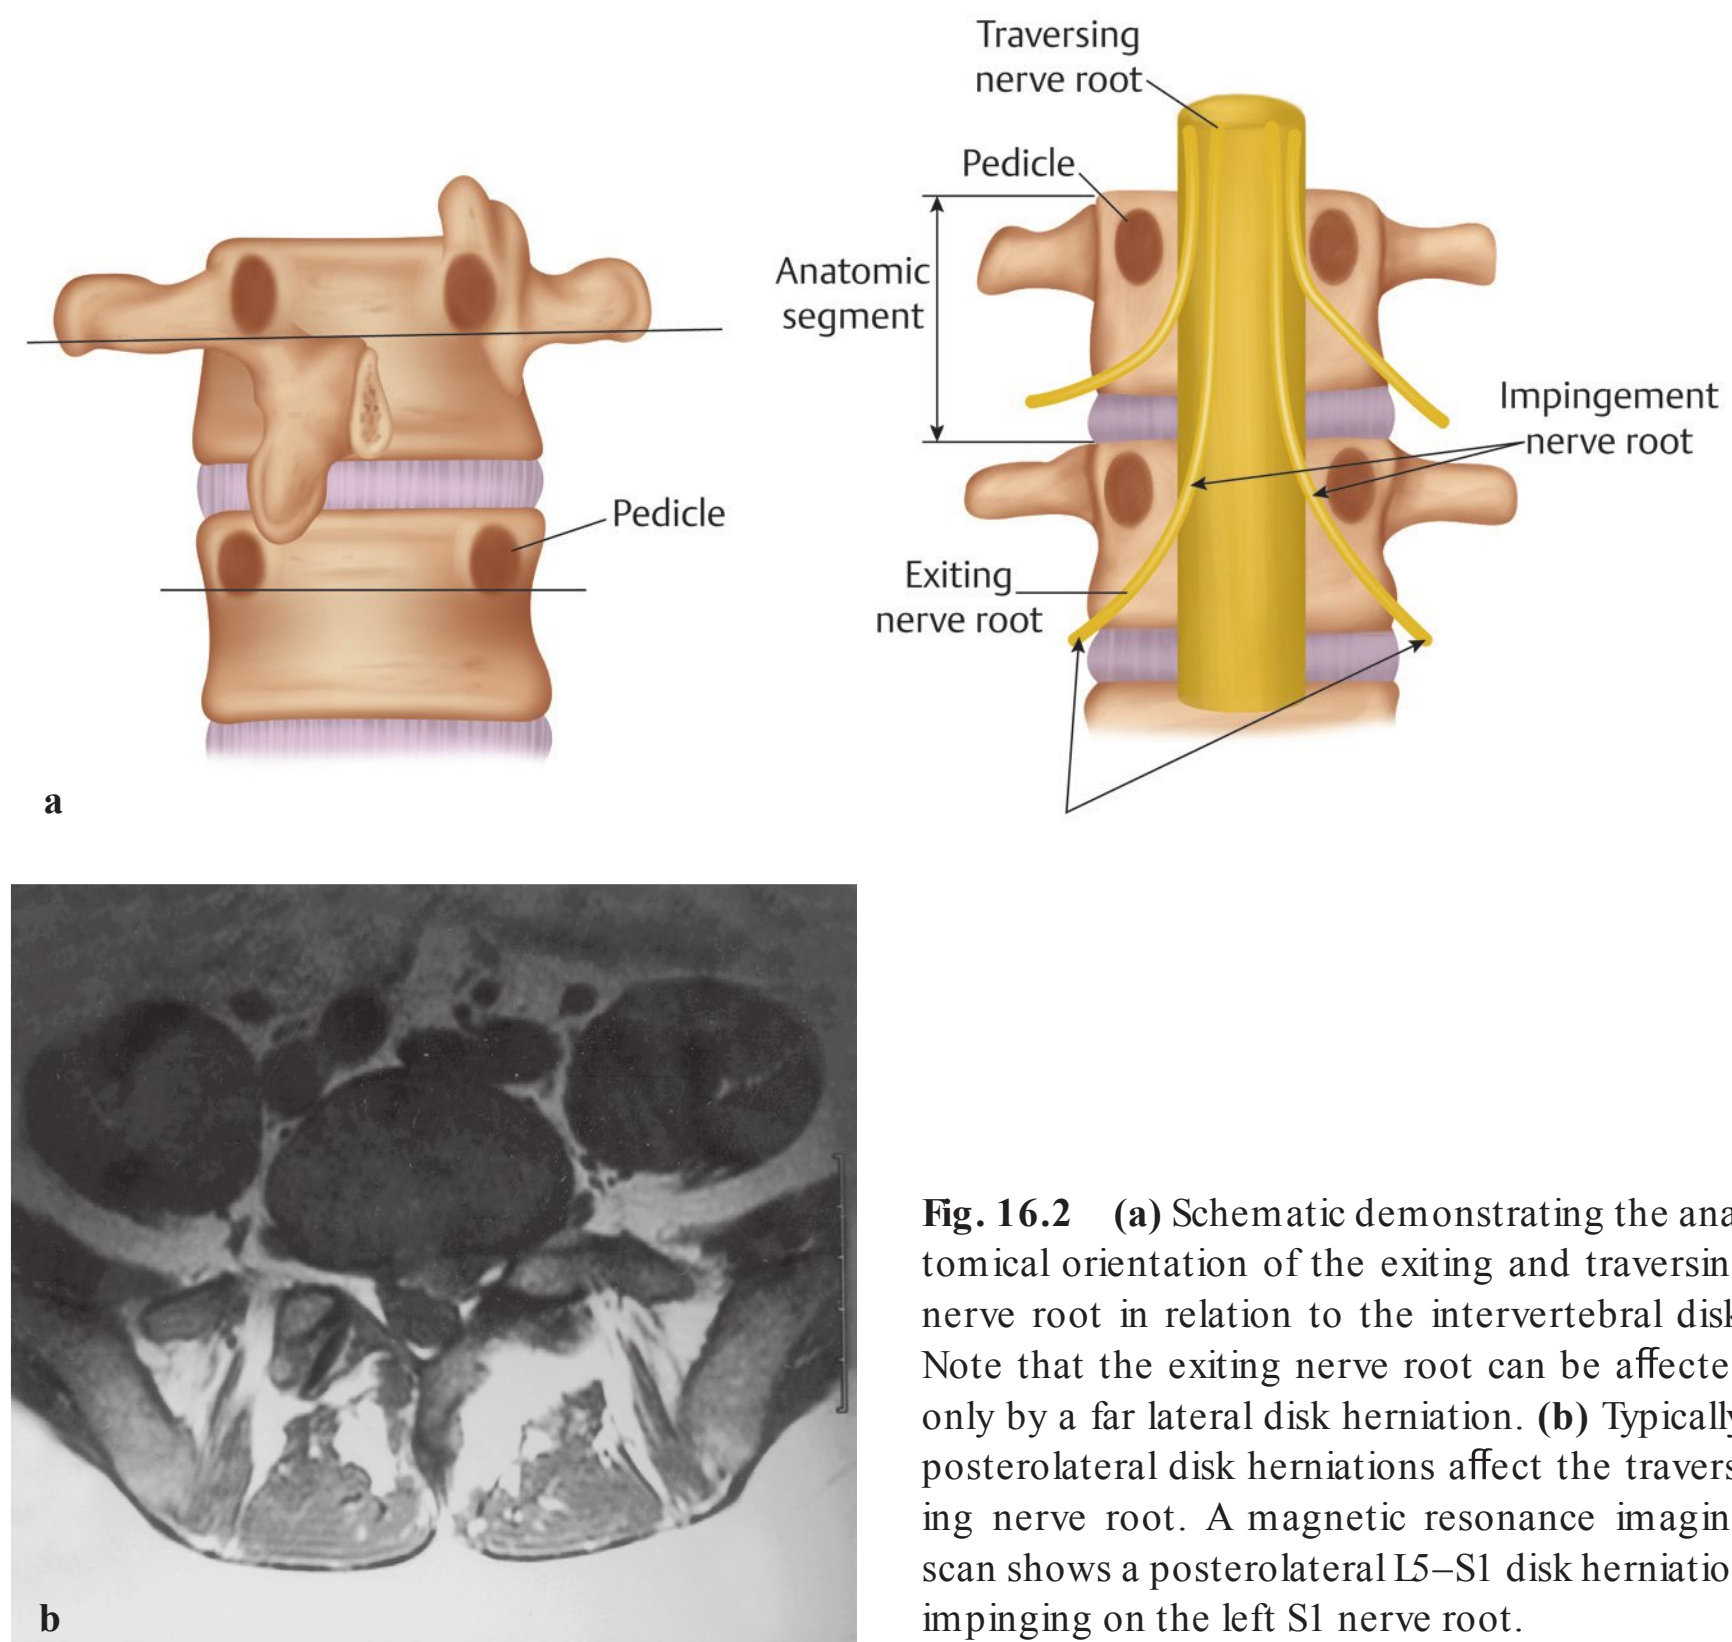 Traversing
nerve root
Pedicle
Anatomic
segment
Impingement
nerve root
Pedicle
Exiting
nerve root
a
b
Fig. 16.2 (a) Schematic demonstrating the ana
tomical orientation of the exiting and traversin
nerve root in relation to the intervertebral disk
Note that the exiting nerve root can be affecte
only by a far lateral disk herniation. (b) Typically
posterolateral disk herniations affect the travers
ing nerve root. A magnetic resonance imagin
scan shows a posterolateral L5–S1 disk herniatio
impinging on the left S1 nerve root.